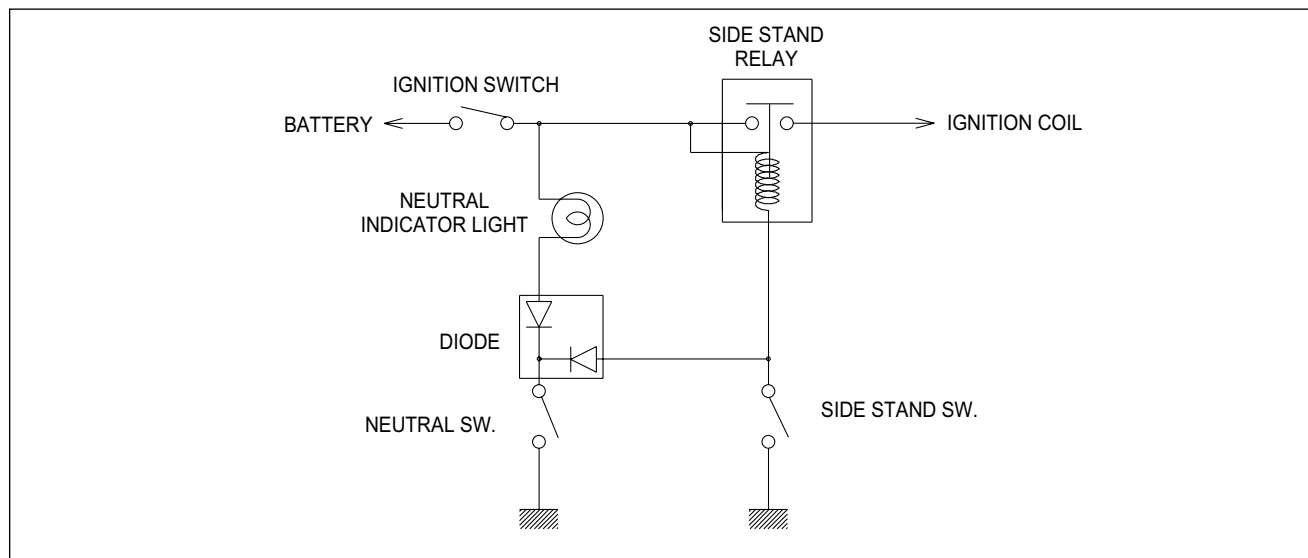 SIDE STAND
RELAY
IGNITION SWITCH
BATTERY
IGNITION COIL
NEUTRAL
INDICATOR LIGHT
DIODE
NEUTRAL SW.
SIDE STAND SW.